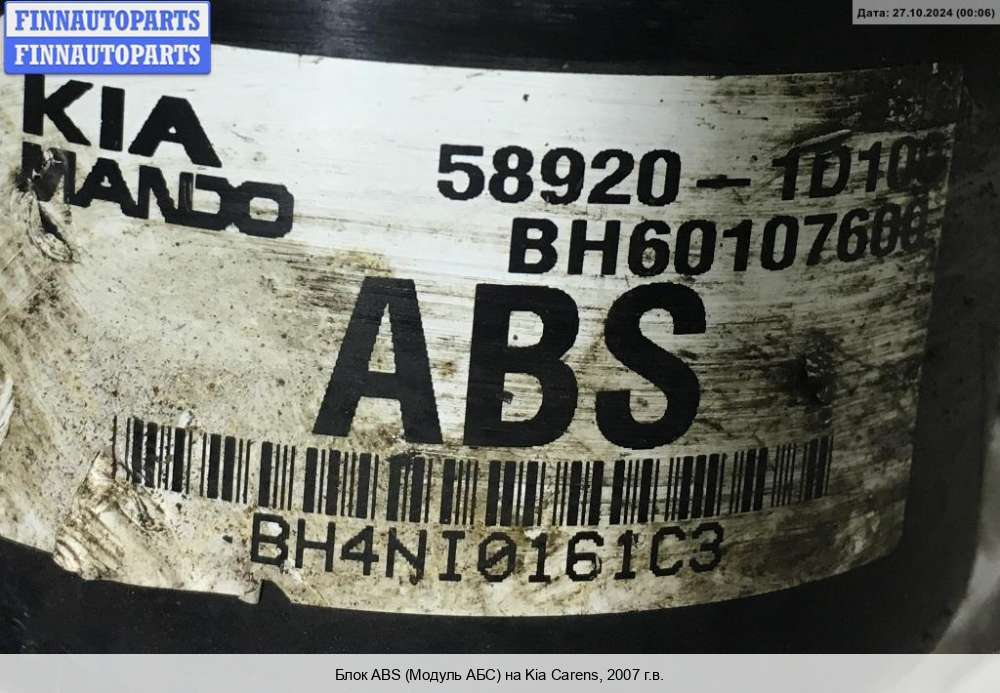 FINNAUTOPARTS
FINNAUTOPARTS
Дата: 27.10.2024 (00:06)
KIA
MANDO
58920-1D100
BH60107600
ABS
BH4NI0161C3
Блок ABS (Модуль АБС) на Kia Carens, 2007 г.в.